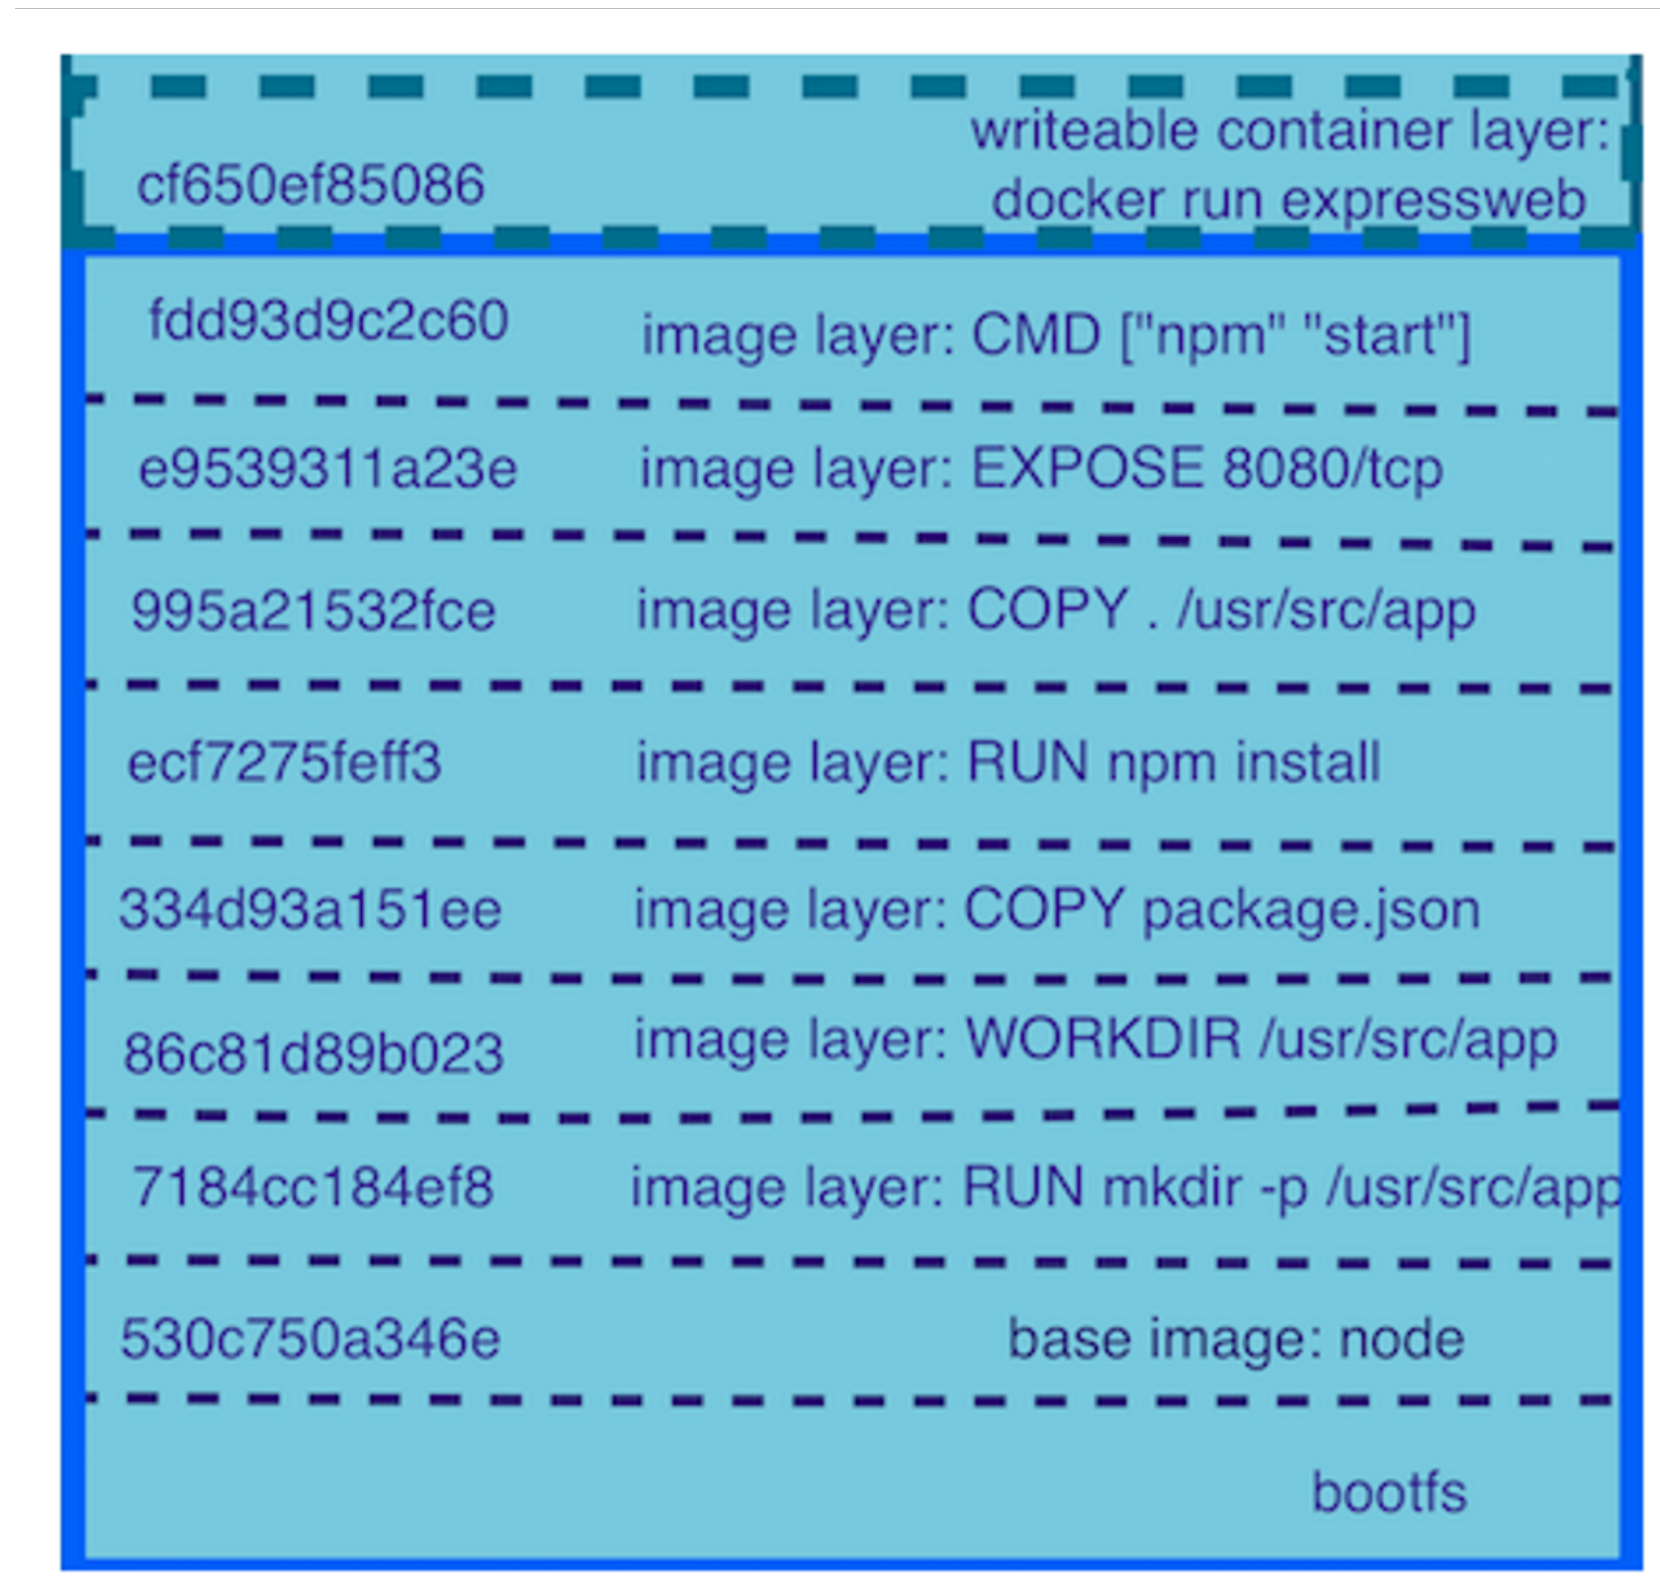 writeable container layer:
cf650ef85086 docker run expressweb
fdd93d9c2c60 image layer: CMD ["npm" "start"]
e9539311a23e image layer: EXPOSE 8080/tcp
995a21532fce image layer: COPY . /usr/src/app
ecf7275feff3 image layer: RUN npm install
334d93a151ee image layer: COPY package.json
86c81d89b023 image layer: WORKDIR /usr/src/app
7184cc184ef8 image layer: RUN mkdir -p /usr/src/app
530c750a346e base image: node
bootfs